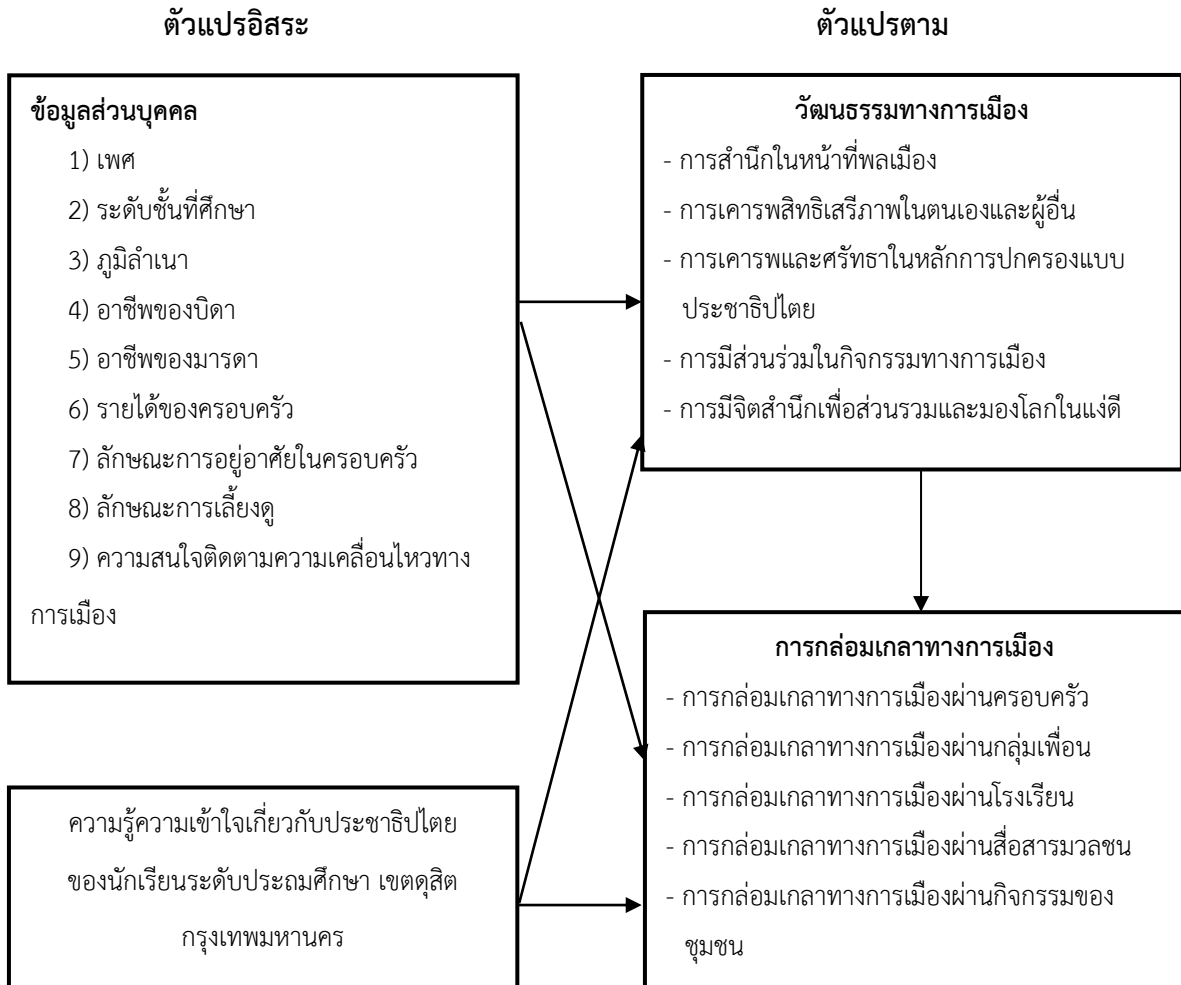 ตัวแปรอิสระ
ข้อมูลส่วนบุคคล
1) เพศ
2) ระดับชั้นที่ศึกษา
3) ภูมิลำเนา
4) อาชีพของบิดา
5) อาชีพของมารดา
6) รายได้ของครอบครัว
7) ลักษณะการอยู่อาศัยในครอบครัว
8) ลักษณะการเลี้ยงดู
9) ความสนใจติดตามความเคลื่อนไหวทาง
การเมือง
ความรู้ความเข้าใจเกี่ยวกับประชาธิปไตย
ของนักเรียนระดับประถมศึกษา เขตดุสิต
กรุงเทพมหานคร
ตัวแปรตาม
วัฒนธรรมทางการเมือง
- การสำนึกในหน้าที่พลเมือง
- การเคารพสิทธิเสรีภาพในตนเองและผู้อื่น
- การเคารพและศรัทธาในหลักการปกครองแบบ
ประชาธิปไตย
- การมีส่วนร่วมในกิจกรรมทางการเมือง
- การมีจิตสำนึกเพื่อส่วนรวมและมองโลกในแง่ดี
การกล่อมเกลาทางการเมือง
- การกล่อมเกลาทางการเมืองผ่านครอบครัว
- การกล่อมเกลาทางการเมืองผ่านกลุ่มเพื่อน
- การกล่อมเกลาทางการเมืองผ่านโรงเรียน
- การกล่อมเกลาทางการเมืองผ่านสื่อสารมวลชน
- การกล่อมเกลาทางการเมืองผ่านกิจกรรมของ
ชุมชน